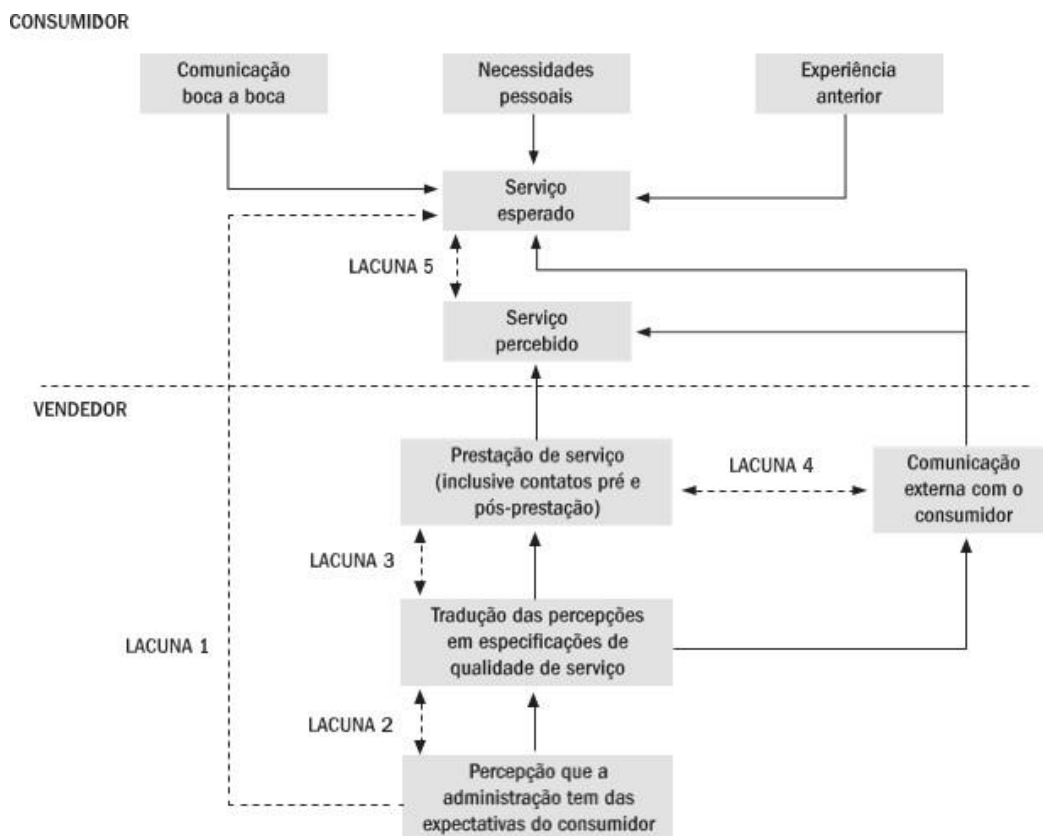 CONSUMIDOR
Comunicação
boca a boca
Necessidades
pessoais
Experiência
anterior
Serviço
esperado
LACUNA 5
Serviço
percebido
VENDEDOR
Prestação de serviço
(inclusive contatos pré e
pós-prestação)
LACUNA 4
Comunicação
externa com o
consumidor
LACUNA 3
Tradução das percepções
em especificações de
qualidade de serviço
LACUNA 1
LACUNA 2
Percepção que a
administração tem das
expectativas do consumidor